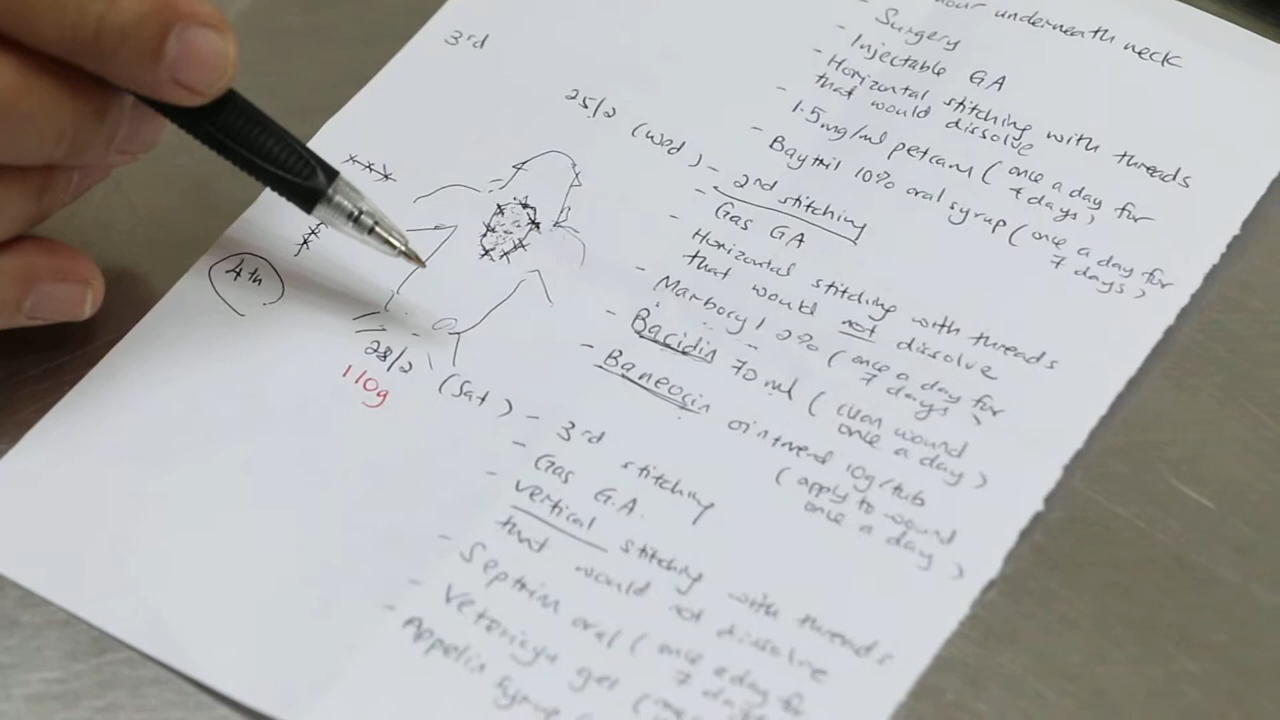 3rd
our underneath neck
- Surgery
- Injectable GA
- Horizontal stitching with threads
that would dissolve
- 1.5mg/ml petcam (once a day for
7 days)
- Baytril 10% oral syrup (once a day for
7 days)
25/2 (Wed) - 2nd stitching
- Gas GA
- Horizontal stitching with threads
that would not dissolve
- Marbocyl 2% (once a day for
7 days)
- Bacidin 70ml (clean wound
once a day)
- Baneocin ointment 10g/tub
(apply to wound
once a day)
4th
28/2 (Sat) - 3rd stitching
110g
- Gas G.A.
- vertical stitching with threads
that would not dissolve
- Septrin oral (once a day for
7 days
- Vetericyn gel (
- Appelin syrup (